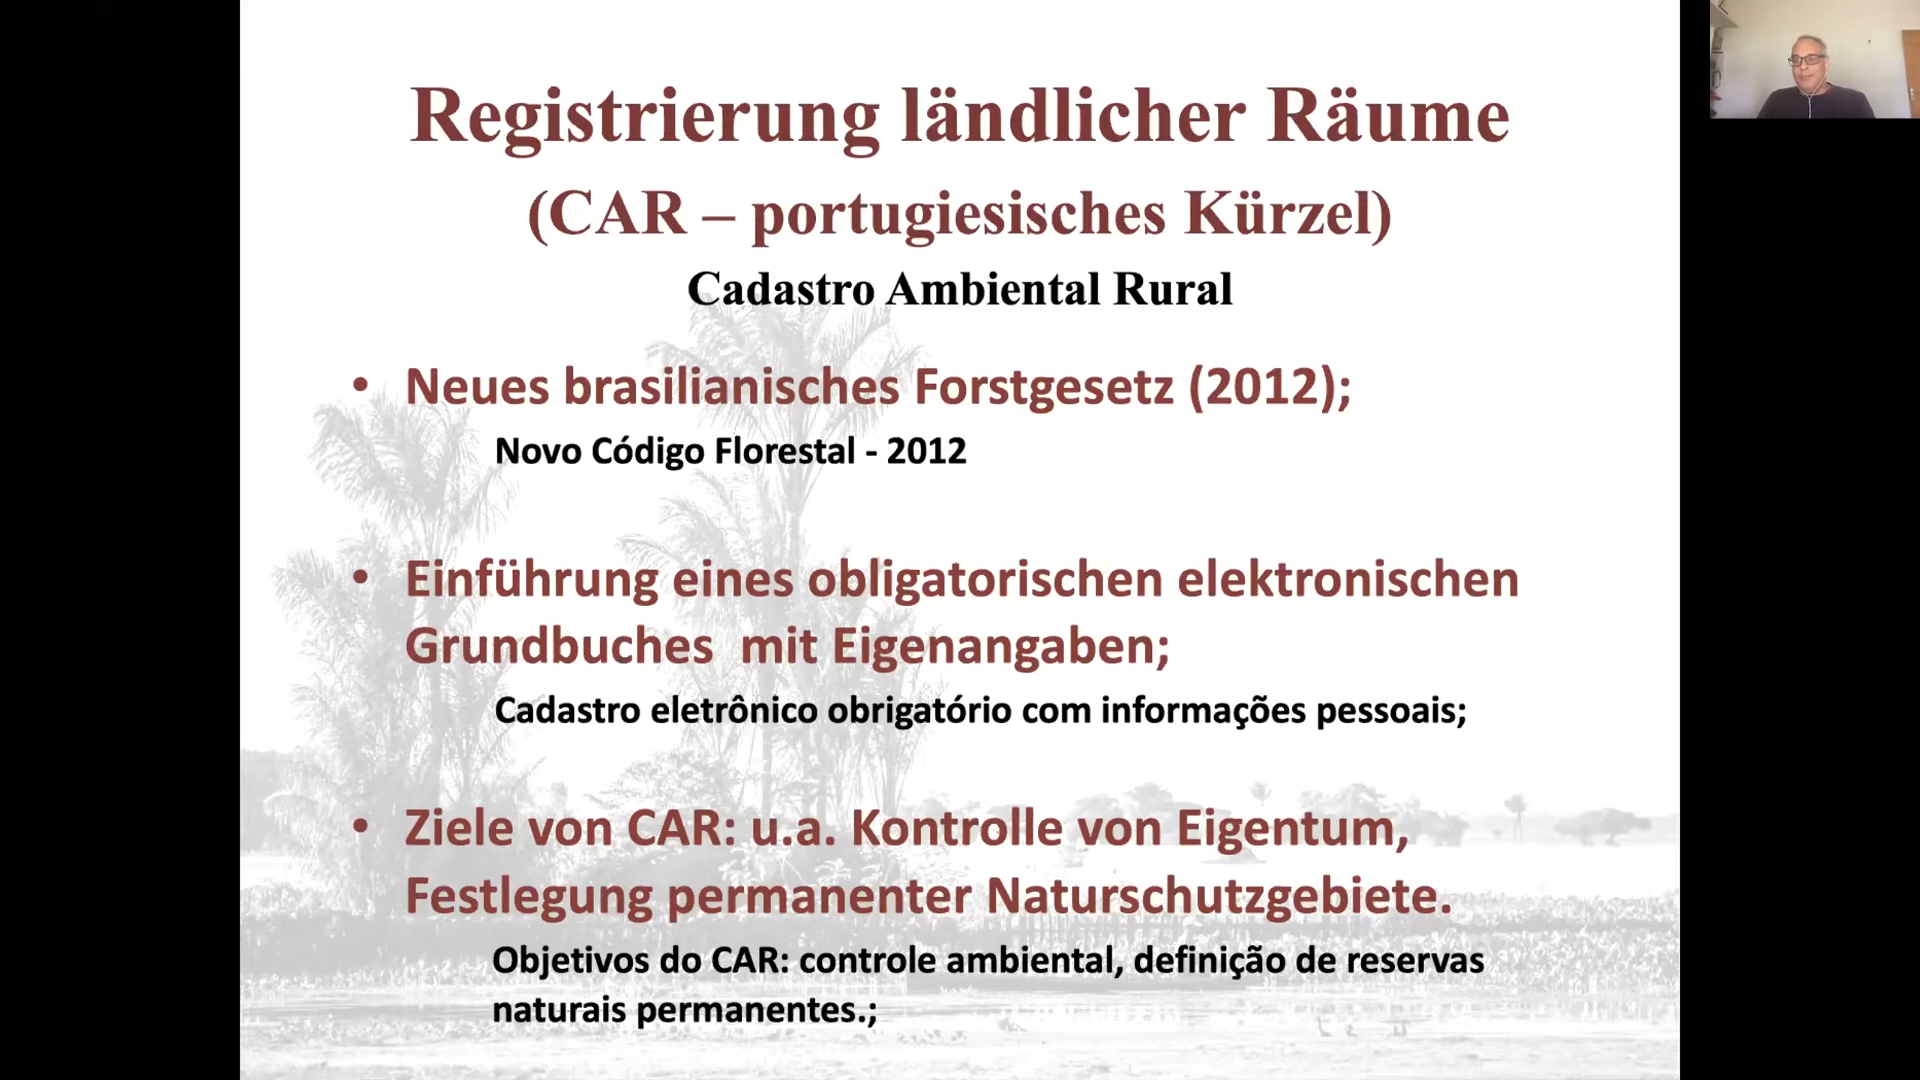 Registrierung ländlicher Räume
(CAR – portugiesisches Kürzel)
Cadastro Ambiental Rural
• Neues brasilianisches Forstgesetz (2012);
Novo Código Florestal - 2012
• Einführung eines obligatorischen elektronischen
Grundbuches mit Eigenangaben;
Cadastro eletrônico obrigatório com informações pessoais;
• Ziele von CAR: u.a. Kontrolle von Eigentum,
Festlegung permanenter Naturschutzgebiete.
Objetivos do CAR: controle ambiental, definição de reservas
naturais permanentes.;